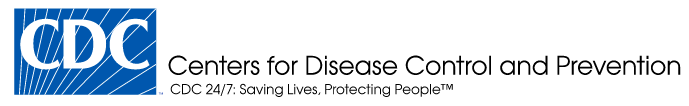 CDC
Centers for Disease Control and Prevention
CDC 24/7: Saving Lives, Protecting People™